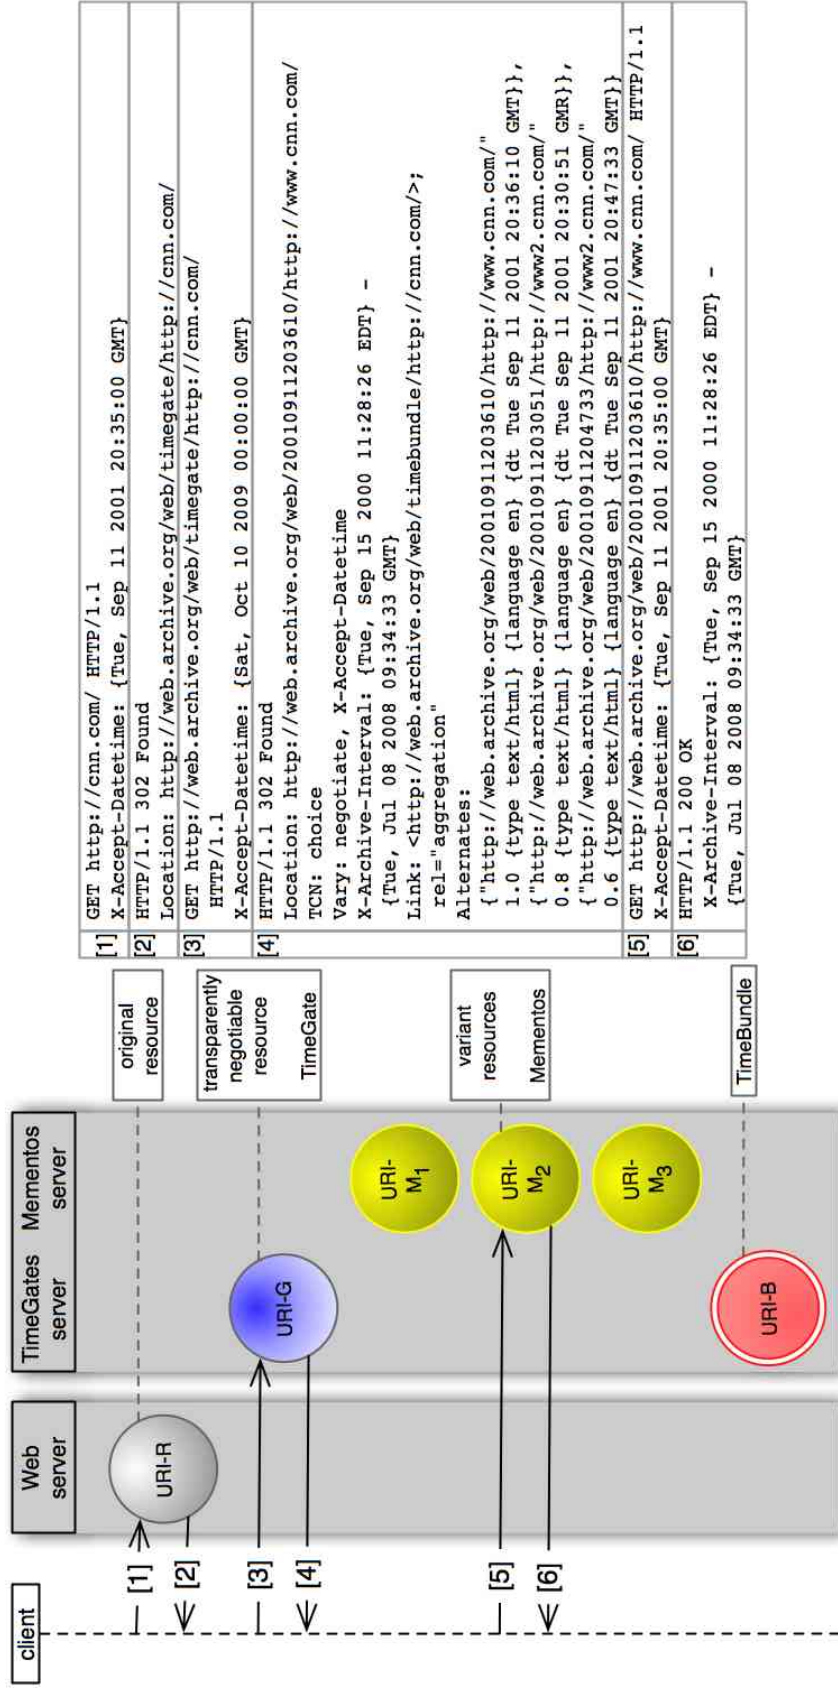 client
Web
server
TimeGates
server
Mementos
server
[1]
[2]
[3]
[4]
[5]
[6]
URI-R
URI-G
URI-
M1
URI-
M2
URI-
M3
URI-B
original
resource
transparently
negotiable
resource
TimeGate
variant
resources
Mementos
TimeBundle
[1] GET http://cnn.com/ HTTP/1.1
X-Accept-Datetime: {Tue, Sep 11 2001 20:35:00 GMT}
[2] HTTP/1.1 302 Found
Location: http://web.archive.org/web/timegate/http://cnn.com/
[3] GET http://web.archive.org/web/timegate/http://cnn.com/
HTTP/1.1
X-Accept-Datetime: {Sat, Oct 10 2009 00:00:00 GMT}
[4] HTTP/1.1 302 Found
Location: http://web.archive.org/web/20010911203610/http://www.cnn.com/
TCN: choice
Vary: negotiate, X-Accept-Datetime
X-Archive-Interval: {Tue, Sep 15 2000 11:28:26 EDT} -
{Tue, Jul 08 2008 09:34:33 GMT}
Link: <http://web.archive.org/web/timebundle/http://cnn.com/>;
rel="aggregation"
Alternates:
{"http://web.archive.org/web/20010911203610/http://www.cnn.com/"
1.0 {type text/html} {language en} {dt Tue Sep 11 2001 20:36:10 GMT}},
{"http://web.archive.org/web/20010911203051/http://www2.cnn.com/"
0.8 {type text/html} {language en} {dt Tue Sep 11 2001 20:30:51 GMR}},
{"http://web.archive.org/web/20010911204733/http://www2.cnn.com/"
0.6 {type text/html} {language en} {dt Tue Sep 11 2001 20:47:33 GMT}}
[5] GET http://web.archive.org/web/20010911203610/http://www.cnn.com/ HTTP/1.1
X-Accept-Datetime: {Tue, Sep 11 2001 20:35:00 GMT}
[6] HTTP/1.1 200 OK
X-Archive-Interval: {Tue, Sep 15 2000 11:28:26 EDT} -
{Tue, Jul 08 2008 09:34:33 GMT}